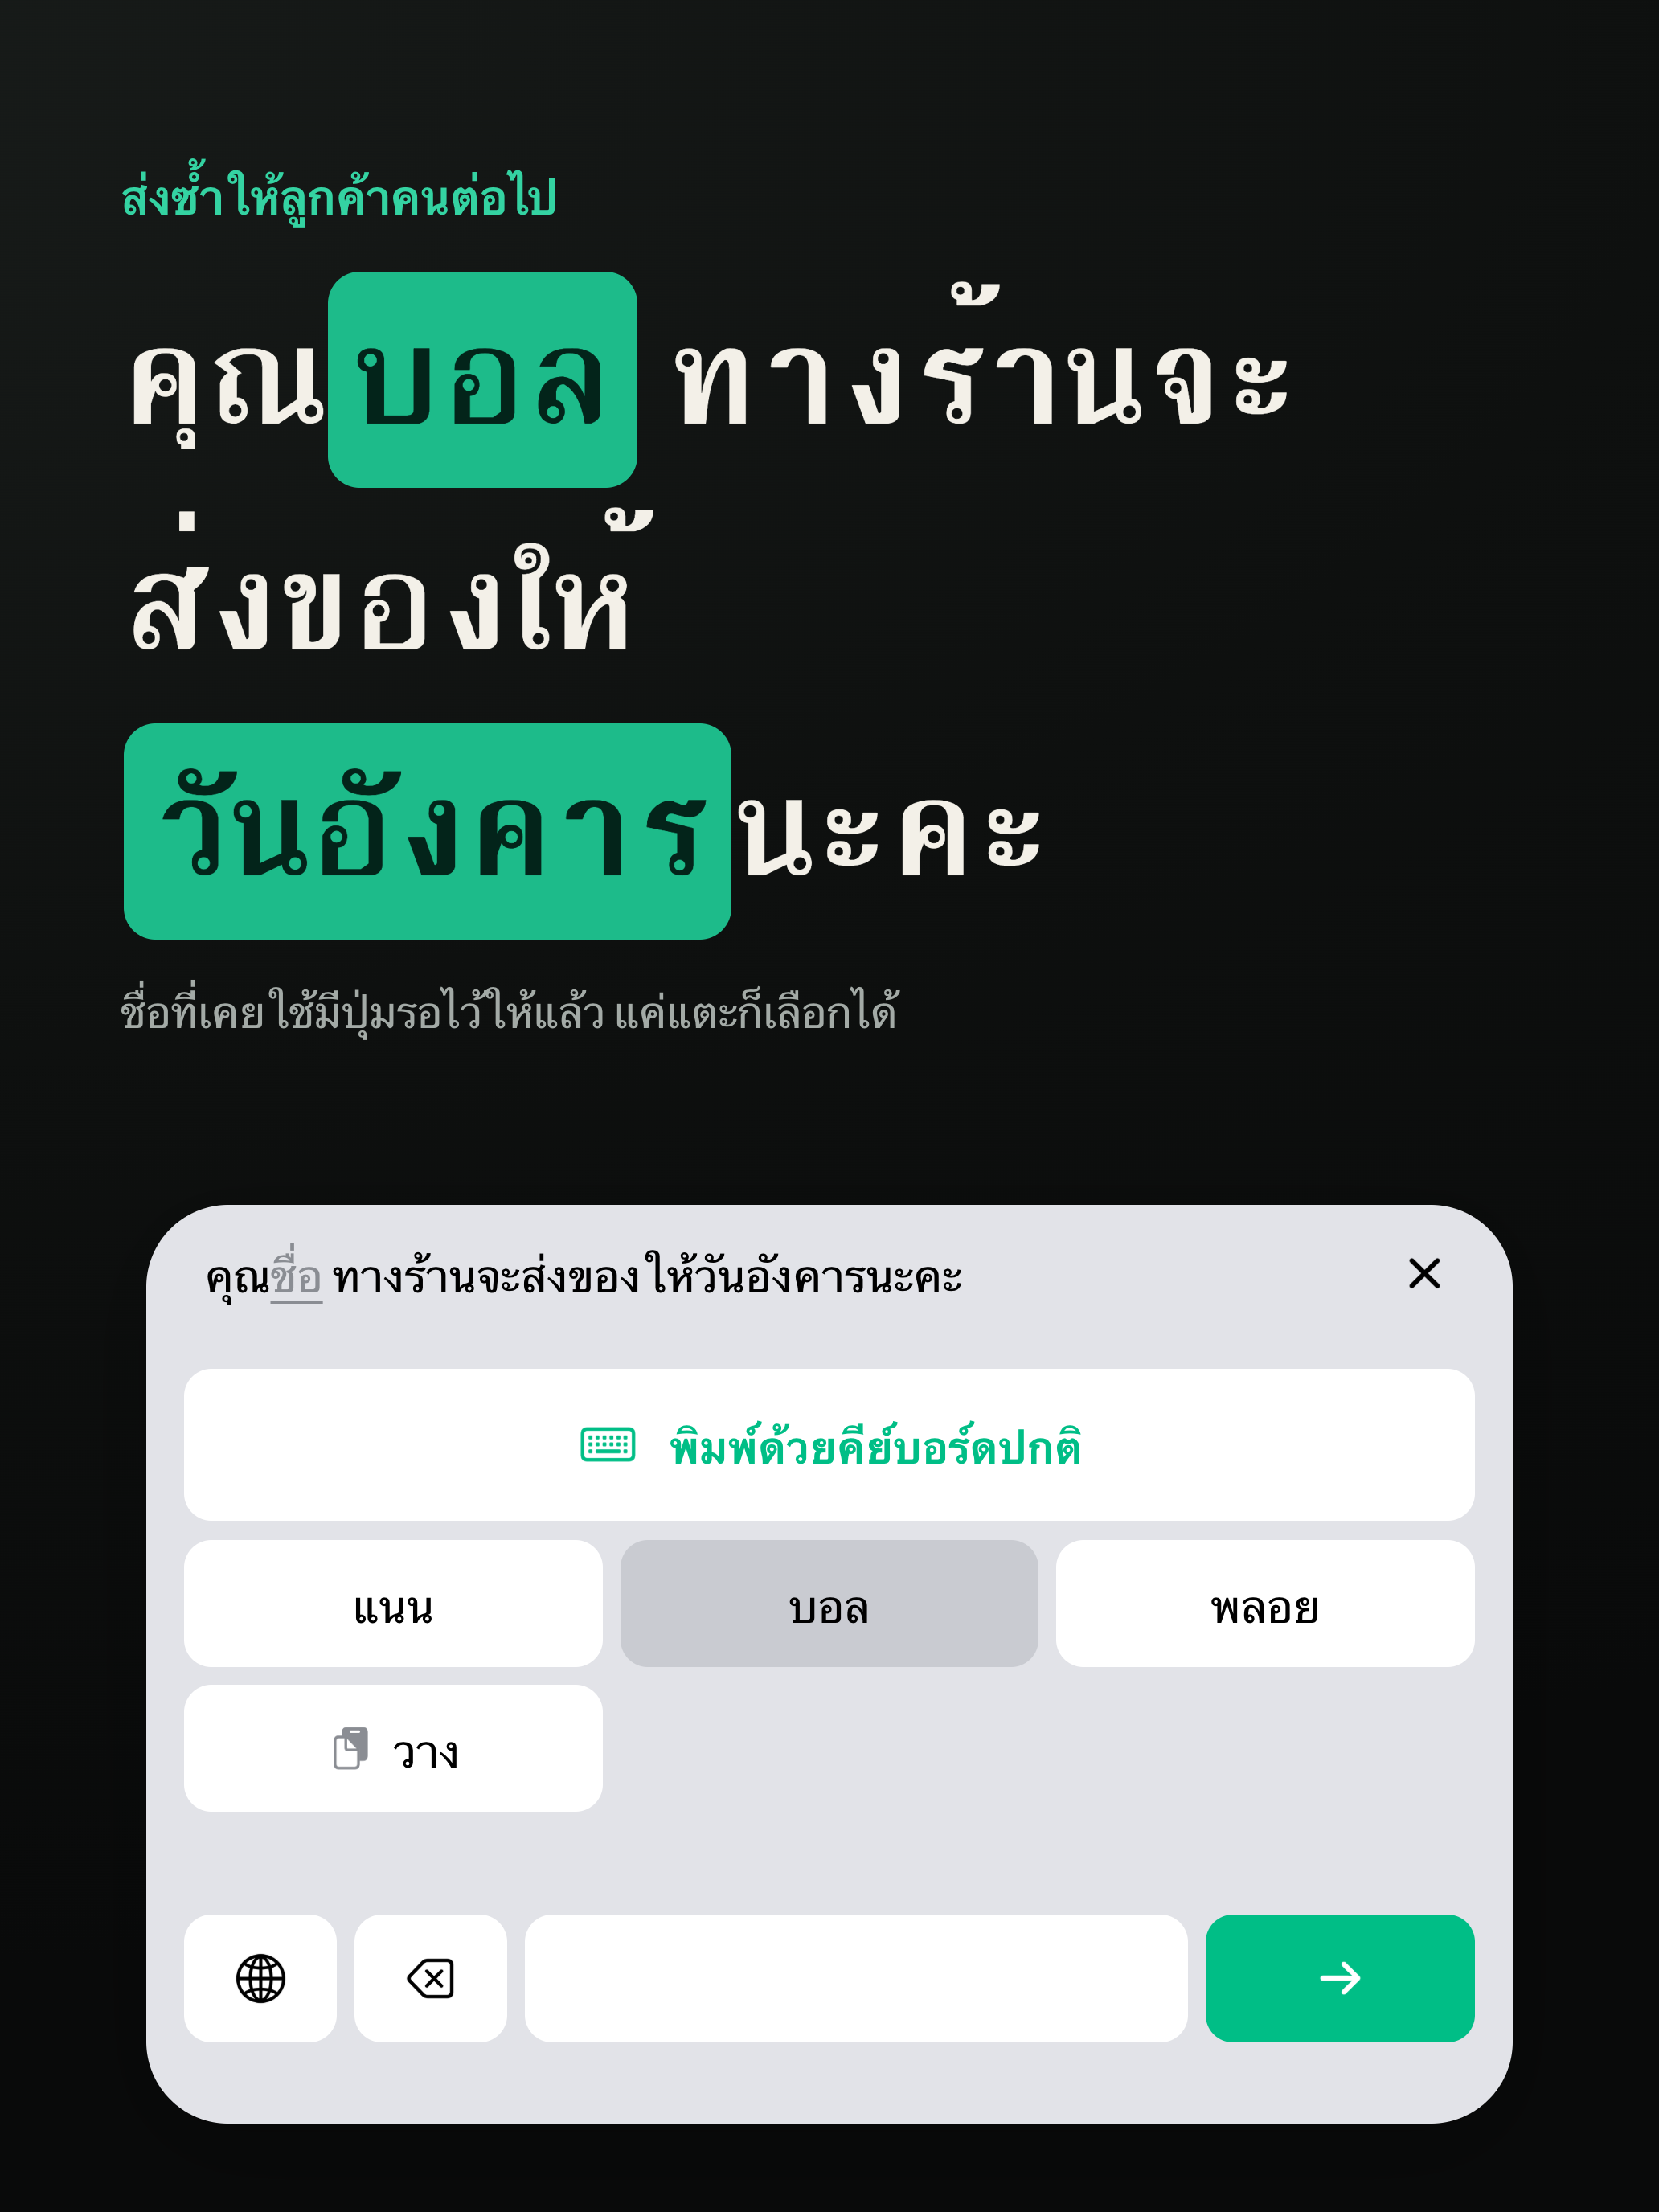 ส่งซ้ำให้ลูกค้าคนต่อไป
คุณบอล ทางร้านจะ
ส่งของให้
วันอังคารนะคะ
ชื่อที่เคยใช้มีปุ่มรอไว้ให้แล้ว แค่แตะก็เลือกได้
คุณชื่อ ทางร้านจะส่งของให้วันอังคารนะคะ
พิมพ์ด้วยคีย์บอร์ดปกติ
แนน บอล พลอย
วาง